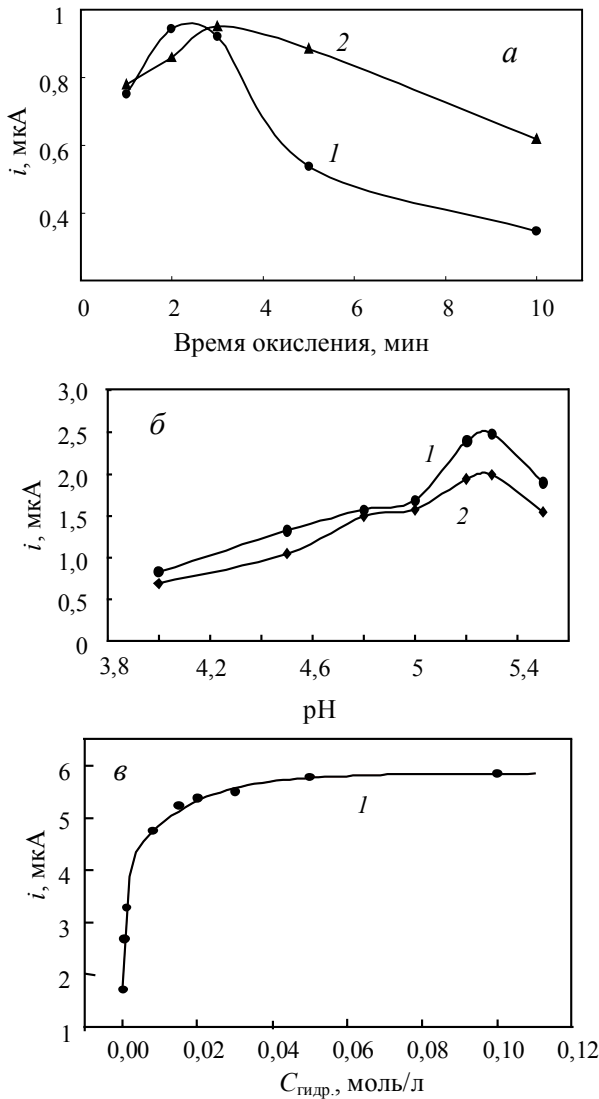 1
2
а
0,8
i, мкА
0,6
1
0,4
0 2 4 6 8 10
Время окисления, мин
3,0
б
2,5
1
2,0
i, мкА
1,5
2
1,0
0,5
0
3,8 4,2 4,6 5 5,4
pH
6
в
1
5
i, мкА
4
3
2
1
0,00 0,02 0,04 0,06 0,08 0,10 0,12
Cгидр., моль/л